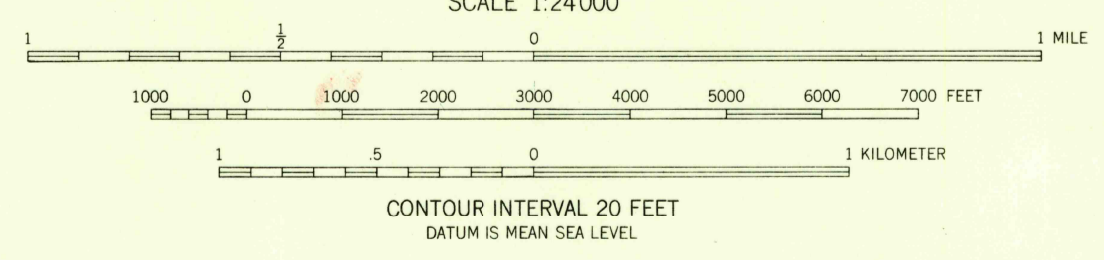 SCALE 1:24000
1 1/2 0 1 MILE
1000 0 1000 2000 3000 4000 5000 6000 7000 FEET
1 .5 0 1 KILOMETER
CONTOUR INTERVAL 20 FEET
DATUM IS MEAN SEA LEVEL